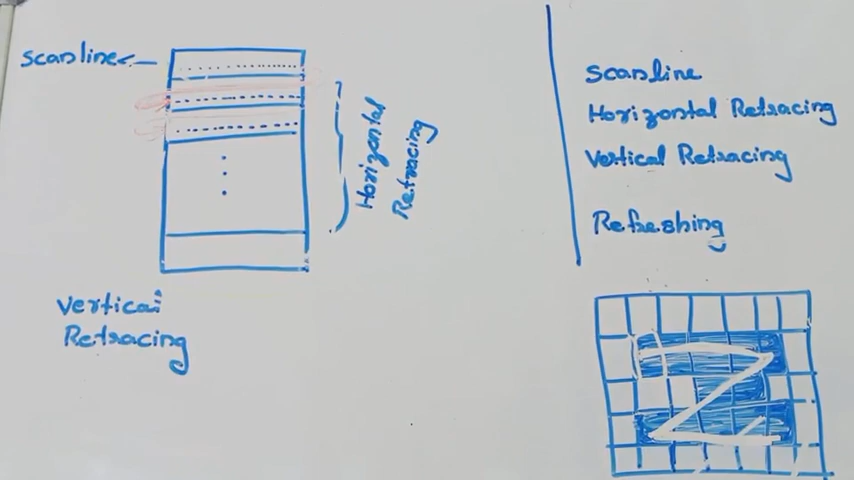 scanline
Horizontal
Retracing
Vertical
Retracing
scanline
Horizontal Retracing
Vertical Retracing
Refreshing
Z